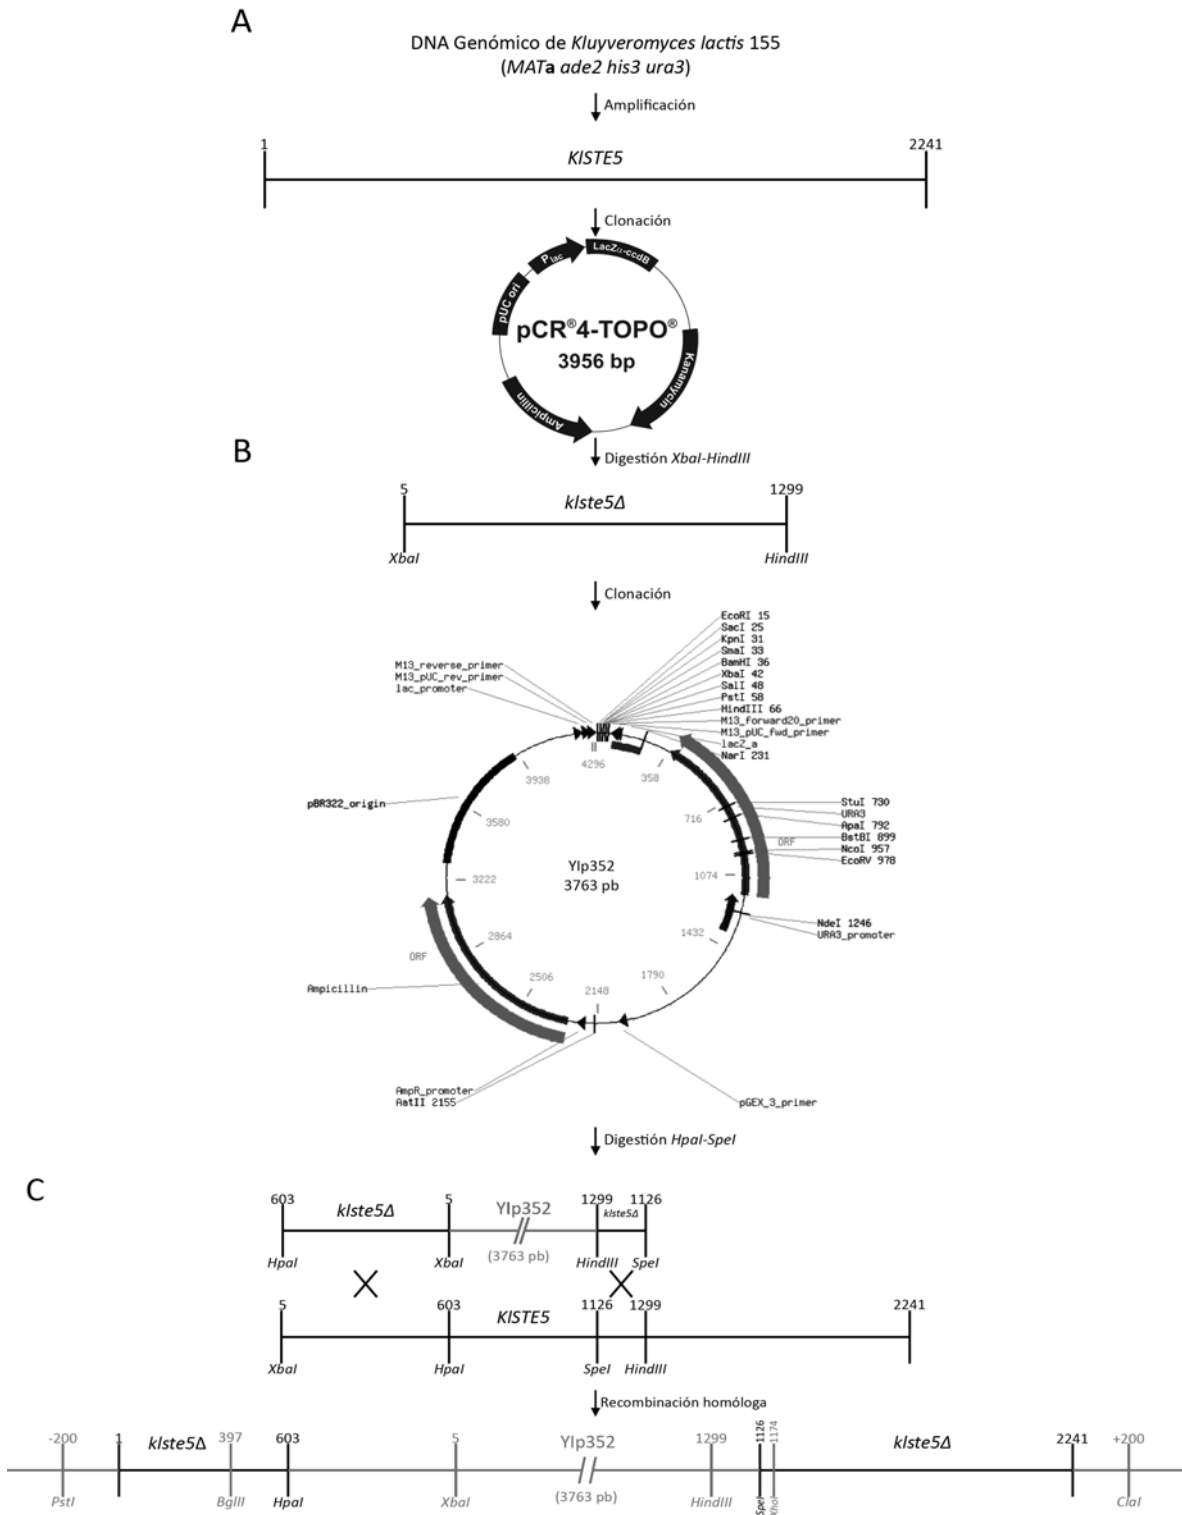 A
DNA Genómico de Kluyveromyces lactis 155
(MATa ade2 his3 ura3)
Amplificación
1
2241
KlSTE5
Clonación
Plac
LacZα-ccdB
pUC ori
pCR®4-TOPO®
3956 bp
Kanamycin
Ampicillin
Digestión XbaI-HindIII
B
5
1299
klste5Δ
XbaI
HindIII
Clonación
EcoRI 15
SacI 25
KpnI 31
SmaI 33
BamHI 36
XbaI 42
SalI 48
PstI 58
HindIII 66
M13_forward20_primer
M13_pUC_fwd_primer
lacZ_a
NarI 231
M13_reverse_primer
M13_pUC_rev_primer
lac_promoter
4296
358
3938
pBR322_origin
3580
716
StuI 730
URA3
ApaI 792
BstBI 899
ORF
NcoI 957
EcoRV 978
YIp352
3763 pb
3222
1074
NdeI 1246
URA3_promoter
2864
1432
ORF
2506
1790
2148
Ampicillin
AmpR_promoter
AatII 2155
pGEX_3_primer
Digestión HpaI-SpeI
C
603
5
1299
1126
klste5Δ
YIp352
klste5Δ
(3763 pb)
HpaI
XbaI
HindIII
SpeI
5
603
1126
1299
2241
KlSTE5
XbaI
HpaI
SpeI
HindIII
Recombinación homóloga
-200
1
klste5Δ
397
603
5
YIp352
1299
1126
1174
klste5Δ
2241
+200
PstI
BglII
HpaI
XbaI
(3763 pb)
HindIII
SpeI
XhoI
ClaI